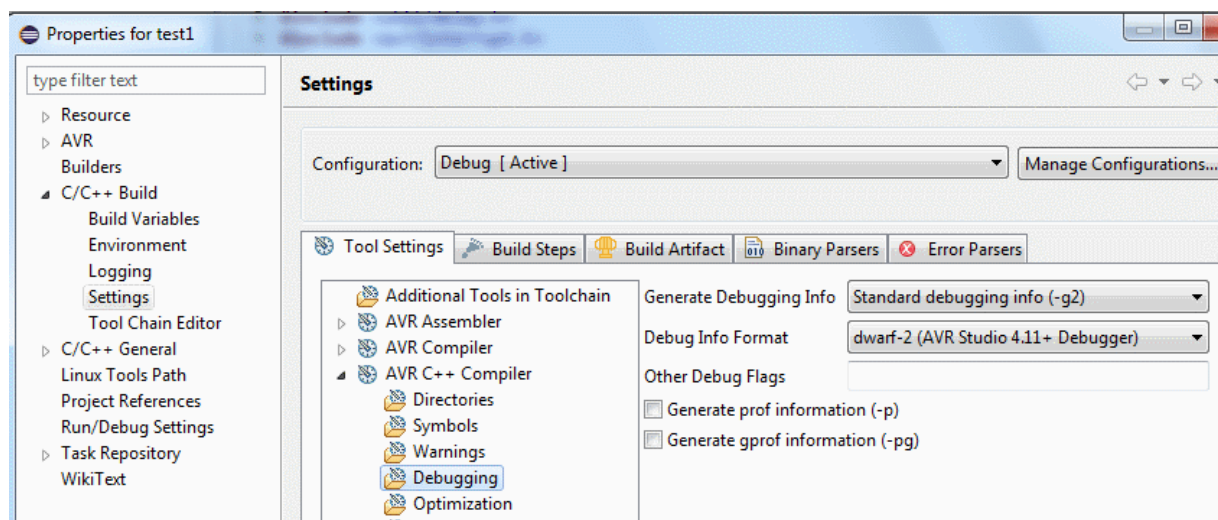 Properties for test1
type filter text
Resource
AVR
Builders
C/C++ Build
Build Variables
Environment
Logging
Settings
Tool Chain Editor
C/C++ General
Linux Tools Path
Project References
Run/Debug Settings
Task Repository
WikiText
Settings
Configuration: Debug [ Active ] Manage Configurations...
Tool Settings Build Steps Build Artifact Binary Parsers Error Parsers
Additional Tools in Toolchain
AVR Assembler
AVR Compiler
AVR C++ Compiler
Directories
Symbols
Warnings
Debugging
Optimization
Generate Debugging Info Standard debugging info (-g2)
Debug Info Format dwarf-2 (AVR Studio 4.11+ Debugger)
Other Debug Flags
Generate prof information (-p)
Generate gprof information (-pg)